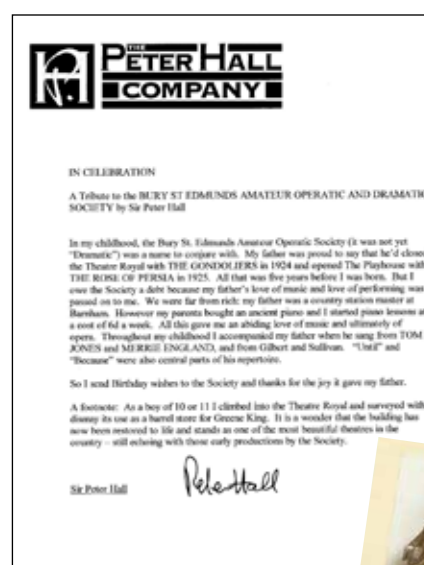 THE
PETER HALL
COMPANY
IN CELEBRATION
A Tribute to the BURY ST EDMUNDS AMATEUR OPERATIC AND DRAMATIC
SOCIETY by Sir Peter Hall
In my childhood, the Bury St. Edmunds Amateur Operatic Society (it was not yet
"Dramatic") was a name to conjure with. My father was proud to say that he'd closed
the Theatre Royal with THE GONDOLIERS in 1924 and opened The Playhouse with
THE ROSE OF PERSIA in 1925. All that was five years before I was born. But I
owe the Society a debt because my father's love of music and love of performing was
passed on to me. We were far from rich: my father was a country station master at
Barnham. However my parents bought an ancient piano and I started piano lessons at
a cost of 6d a week. All this gave me an abiding love of music and ultimately of
opera. Throughout my childhood I accompanied my father when he sang from TOM
JONES and MERRIE ENGLAND, and from Gilbert and Sullivan. "Until" and
"Because" were also central parts of his repertoire.
So I send Birthday wishes to the Society and thanks for the joy it gave my father.
A footnote: As a boy of 10 or 11 I climbed into the Theatre Royal and surveyed with
dismay its use as a barrel store for Greene King. It is a wonder that the building has
now been restored to life and stands as one of the most beautiful theatres in the
country – still echoing with those early productions by the Society.
Peter Hall
Sir Peter Hall